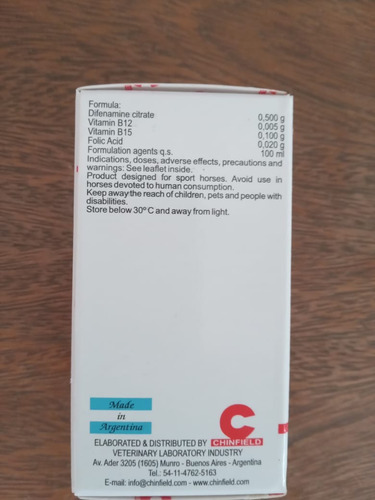 Formula:
Difenamine citrate 0,500 g
Vitamin B12 0,005 g
Vitamin B15 0,100 g
Folic Acid 0,020 g
Formulation agents q.s. 100 ml
Indications, doses, adverse effects, precautions and
warnings: See leaflet inside.
Product designed for sport horses. Avoid use in
horses devoted to human consumption.
Keep away the reach of children, pets and people with
disabilities.
Store below 30°C and away from light.
Made
in
Argentina
C
ELABORATED & DISTRIBUTED BY CHINFIELD
VETERINARY LABORATORY INDUSTRY
Av. Ader 3205 (1605) Munro - Buenos Aires - Argentina
Tel.: 54-11-4762-5163
E-mail: info@chinfield.com - www.chinfield.com